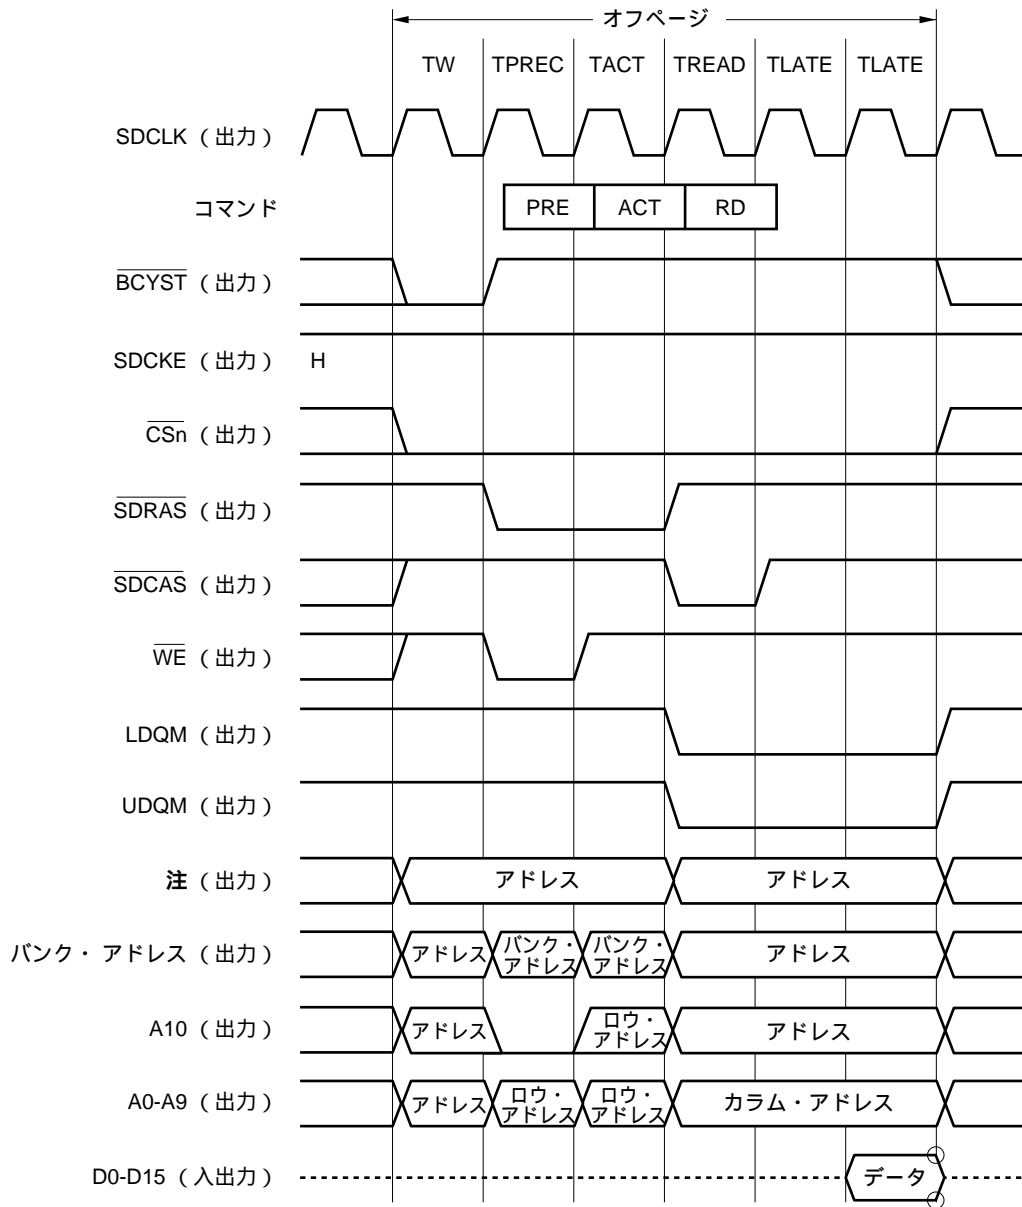 オフページ
TW TPREC TACT TREAD TLATE TLATE
SDCLK（出力）
コマンド PRE ACT RD
BCYST（出力）
SDCKE（出力） H
CSn（出力）
SDRAS（出力）
SDCAS（出力）
WE（出力）
LDQM（出力）
UDQM（出力）
注（出力） アドレス アドレス
バンク・アドレス（出力） アドレス バンク・アドレス バンク・アドレス アドレス
A10（出力） アドレス ロウ・アドレス アドレス
A0-A9（出力） アドレス ロウ・アドレス ロウ・アドレス カラム・アドレス
D0-D15（入出力） データ